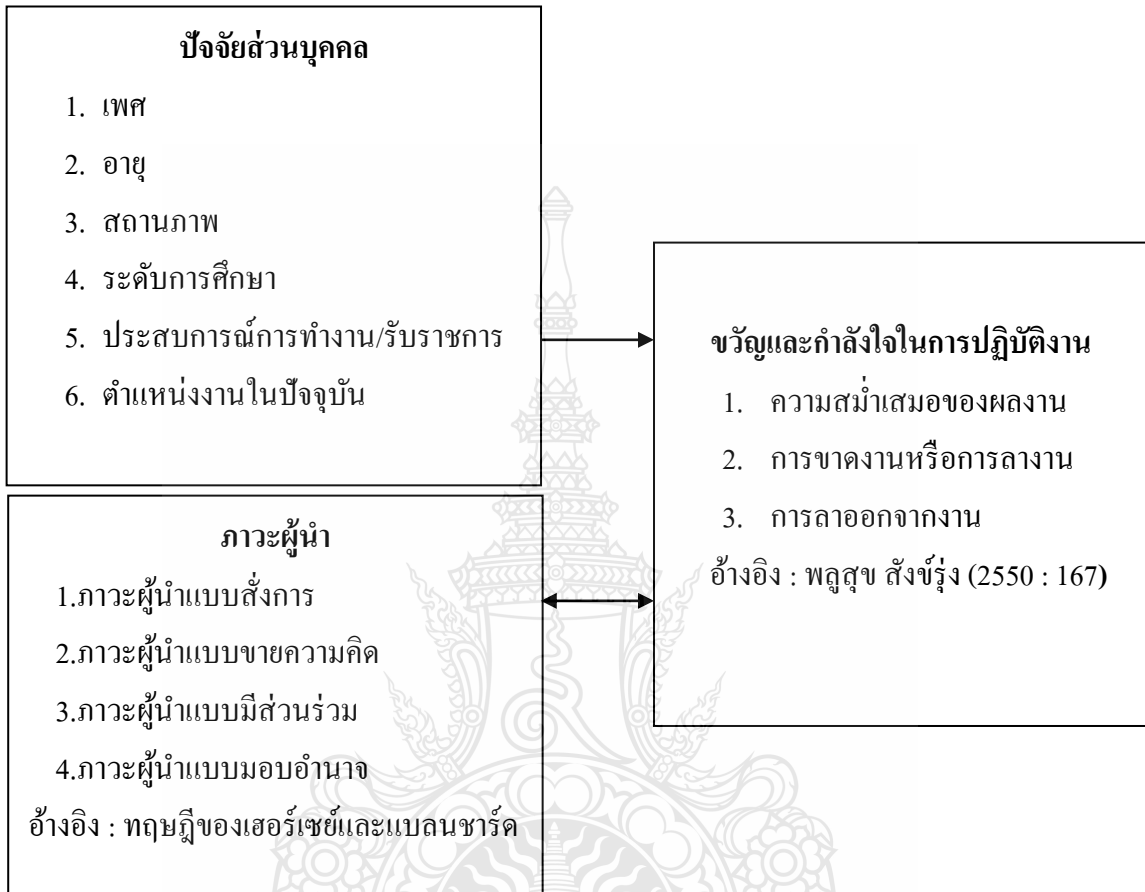 ปัจจัยส่วนบุคคล
1. เพศ
2. อายุ
3. สถานภาพ
4. ระดับการศึกษา
5. ประสบการณ์การทำงาน/รับราชการ
6. ตำแหน่งงานในปัจจุบัน
ภาวะผู้นำ
1.ภาวะผู้นำแบบสั่งการ
2.ภาวะผู้นำแบบขายความคิด
3.ภาวะผู้นำแบบมีส่วนร่วม
4.ภาวะผู้นำแบบมอบอำนาจ
อ้างอิง : ทฤษฎีของเฮอร์เซย์และแบลนชาร์ด
ขวัญและกำลังใจในการปฏิบัติงาน
1. ความสม่ำเสมอของผลงาน
2. การขาดงานหรือการลางาน
3. การลาออกจากงาน
อ้างอิง : พลูสุข สังข์รุ่ง (2550 : 167)